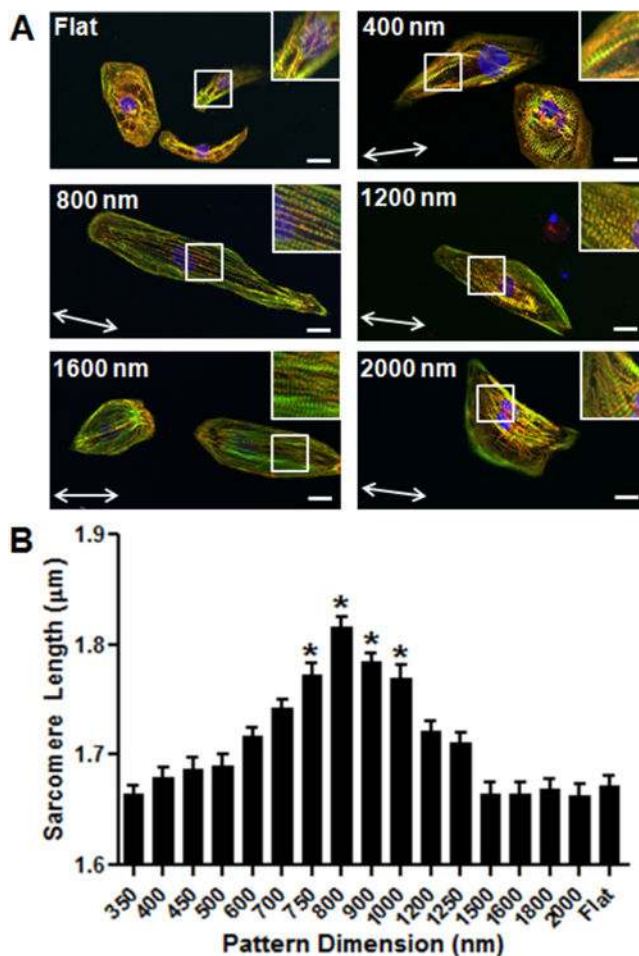 A
Flat
400 nm
800 nm
1200 nm
1600 nm
2000 nm
B
Sarcomere Length (μm)
1.9
1.8
1.7
1.6
* * * *
350 400 450 500 600 700 750 800 900 1000 1200 1250 1500 1600 1800 2000 Flat
Pattern Dimension (nm)